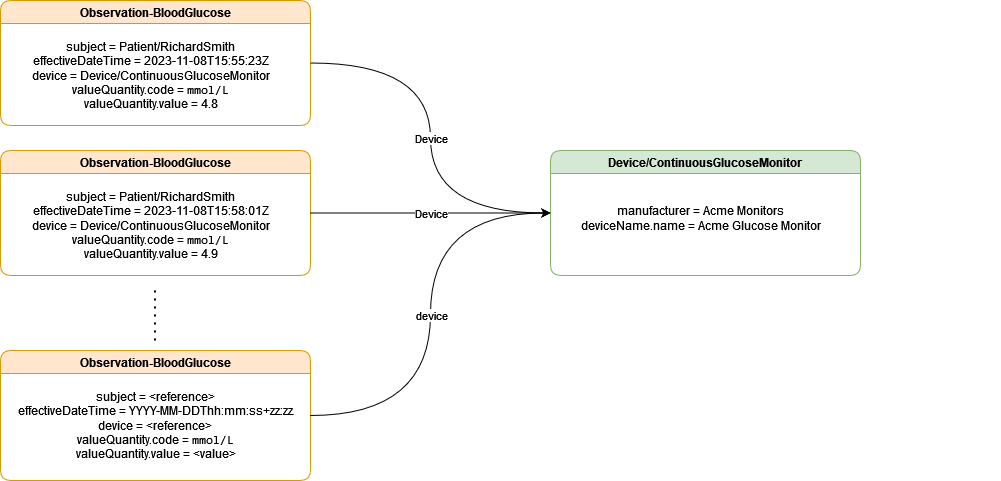 Observation-BloodGlucose
subject = Patient/RichardSmith
effectiveDateTime = 2023-11-08T15:55:23Z
device = Device/ContinuousGlucoseMonitor
valueQuantity.code = mmol/L
valueQuantity.value = 4.8
Device
Observation-BloodGlucose
subject = Patient/RichardSmith
effectiveDateTime = 2023-11-08T15:58:01Z
device = Device/ContinuousGlucoseMonitor
valueQuantity.code = mmol/L
valueQuantity.value = 4.9
Device
Device/ContinuousGlucoseMonitor
manufacturer = Acme Monitors
deviceName.name = Acme Glucose Monitor
device
Observation-BloodGlucose
subject = <reference>
effectiveDateTime = YYYY-MM-DDThh:mm:ss+zz:zz
device = <reference>
valueQuantity.code = mmol/L
valueQuantity.value = <value>